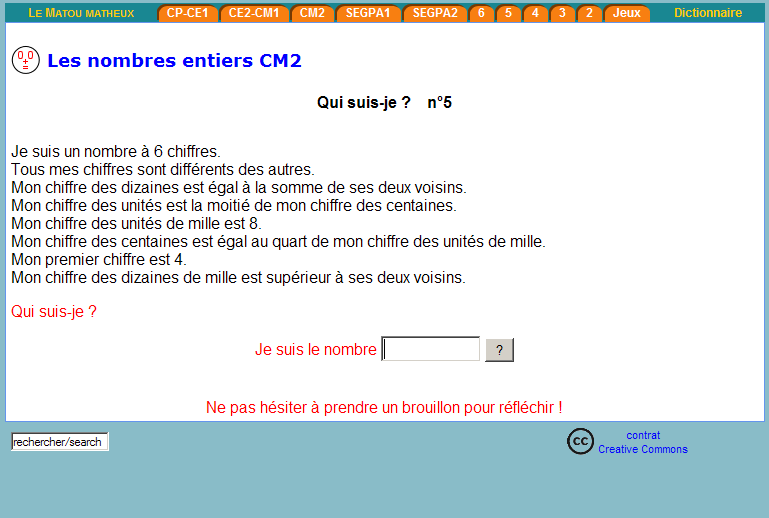 LE MATOU MATHEUX CP-CE1 CE2-CM1 CM2 SEGPA1 SEGPA2 6 5 4 3 2 Jeux Dictionnaire
0 0
+
=
Les nombres entiers CM2
Qui suis-je ? n°5
Je suis un nombre à 6 chiffres.
Tous mes chiffres sont différents des autres.
Mon chiffre des dizaines est égal à la somme de ses deux voisins.
Mon chiffre des unités est la moitié de mon chiffre des centaines.
Mon chiffre des unités de mille est 8.
Mon chiffre des centaines est égal au quart de mon chiffre des unités de mille.
Mon premier chiffre est 4.
Mon chiffre des dizaines de mille est supérieur à ses deux voisins.
Qui suis-je ?
Je suis le nombre ?
Ne pas hésiter à prendre un brouillon pour réfléchir !
rechercher/search
cc contrat
Creative Commons